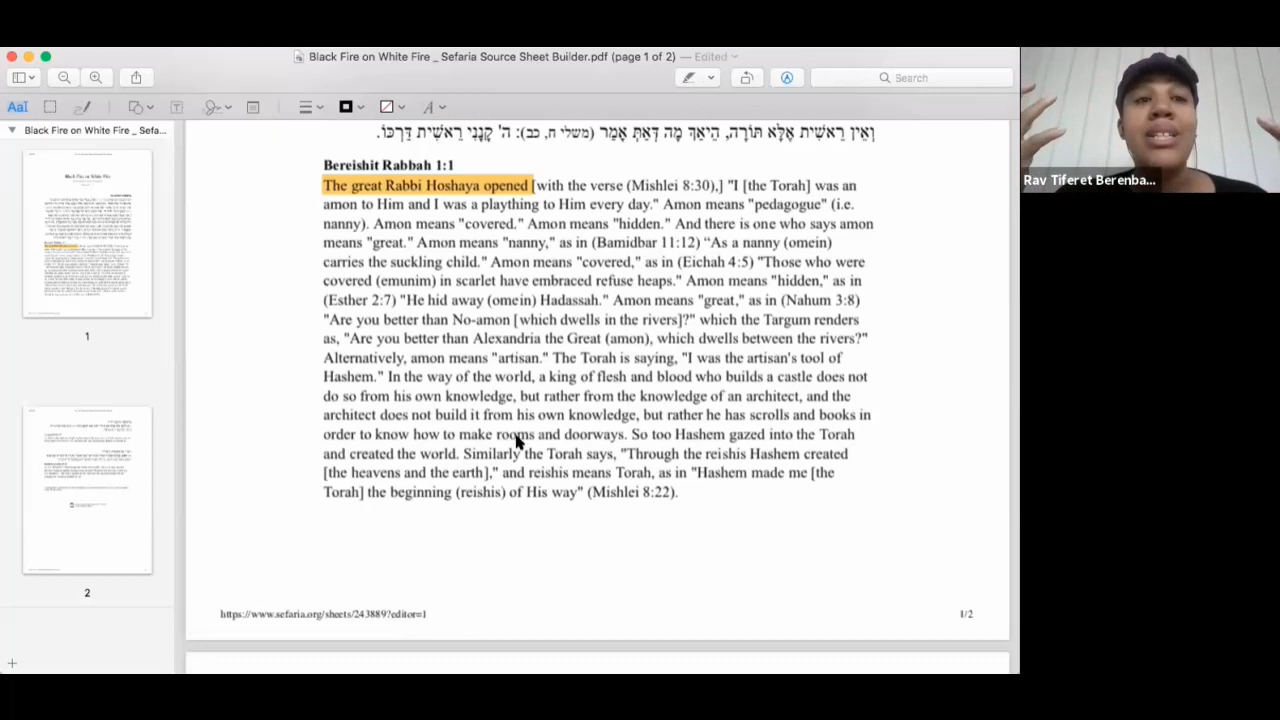 Black Fire on White Fire _ Sefaria Source Sheet Builder.pdf (page 1 of 2) — Edited
Search
AaI
Black Fire on White Fire _ Sefa...
1
2
וְאֵין רֵאשִׁית אֶלָּא תּוֹרָה, הֵיאַךְ מָה דְּאַתְּ אָמַר (משלי ח, כב): ה' קָנָנִי רֵאשִׁית דַּרְכּוֹ.
Bereishit Rabbah 1:1
The great Rabbi Hoshaya opened [with the verse (Mishlei 8:30),] "I [the Torah] was an
amon to Him and I was a plaything to Him every day." Amon means "pedagogue" (i.e.
nanny). Amon means "covered." Amon means "hidden." And there is one who says amon
means "great." Amon means "nanny," as in (Bamidbar 11:12) “As a nanny (omein)
carries the suckling child." Amon means "covered," as in (Eichah 4:5) "Those who were
covered (emunim) in scarlet have embraced refuse heaps." Amon means "hidden," as in
(Esther 2:7) "He hid away (omein) Hadassah." Amon means "great," as in (Nahum 3:8)
"Are you better than No-amon [which dwells in the rivers]?" which the Targum renders
as, "Are you better than Alexandria the Great (amon), which dwells between the rivers?"
Alternatively, amon means "artisan." The Torah is saying, "I was the artisan's tool of
Hashem." In the way of the world, a king of flesh and blood who builds a castle does not
do so from his own knowledge, but rather from the knowledge of an architect, and the
architect does not build it from his own knowledge, but rather he has scrolls and books in
order to know how to make rooms and doorways. So too Hashem gazed into the Torah
and created the world. Similarly the Torah says, "Through the reishis Hashem created
[the heavens and the earth]," and reishis means Torah, as in "Hashem made me [the
Torah] the beginning (reishis) of His way" (Mishlei 8:22).
https://www.sefaria.org/sheets/243889?editor=1
1/2
Rav Tiferet Berenba...